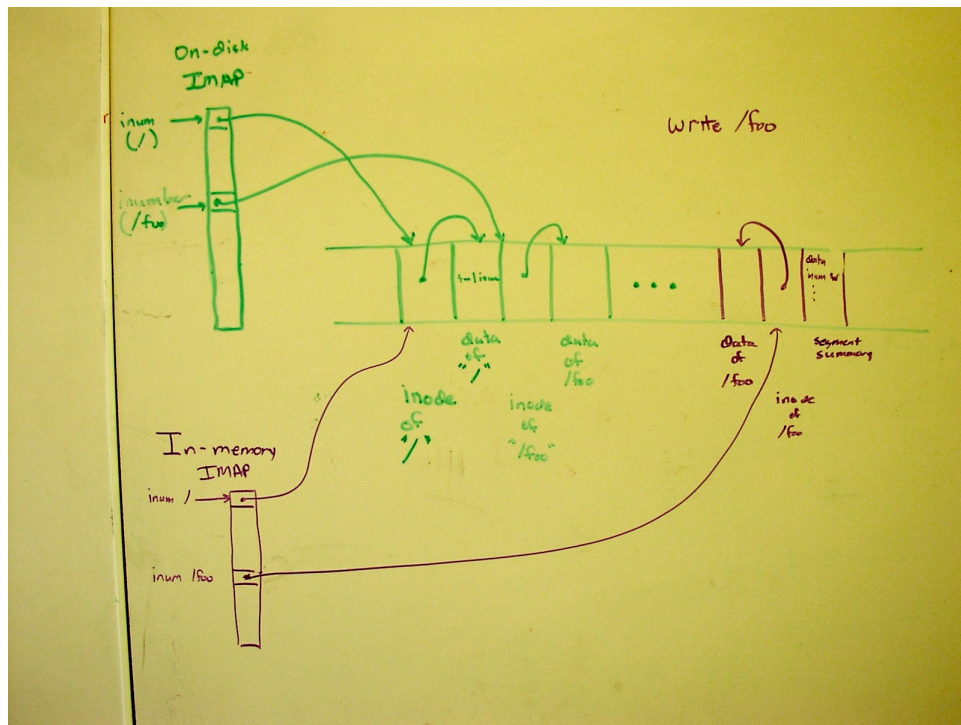 On-disk
IMAP
inum
(/)
inumber
(/foo)
Write /foo
data
inum
data
of
"/"
data
of
/foo
data
of
/foo
segment
summary
inode
of
"/"
inode
of
"/foo"
inode
of
/foo
In-memory
IMAP
inum /
inum /foo